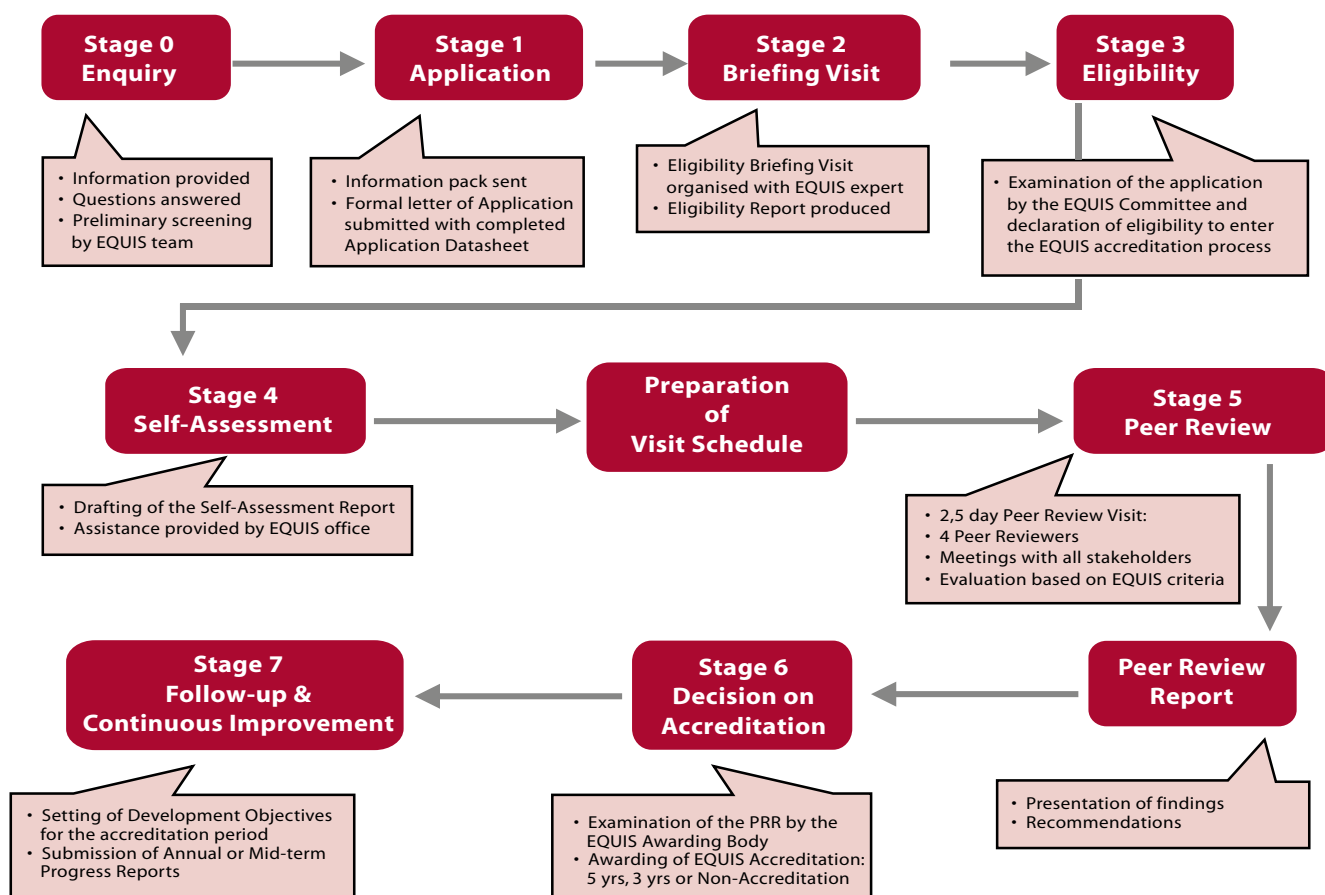 Stage 0
Enquiry
Stage 1
Application
Stage 2
Briefing Visit
Stage 3
Eligibility
• Information provided
• Questions answered
• Preliminary screening
by EQUIS team
• Information pack sent
• Formal letter of Application
submitted with completed
Application Datasheet
• Eligibility Briefing Visit
organised with EQUIS expert
• Eligibility Report produced
• Examination of the application
by the EQUIS Committee and
declaration of eligibility to enter
the EQUIS accreditation process
Stage 4
Self-Assessment
Preparation
of
Visit Schedule
Stage 5
Peer Review
• Drafting of the Self-Assessment Report
• Assistance provided by EQUIS office
• 2,5 day Peer Review Visit:
• 4 Peer Reviewers
• Meetings with all stakeholders
• Evaluation based on EQUIS criteria
Peer Review
Report
Stage 6
Decision on
Accreditation
Stage 7
Follow-up &
Continuous Improvement
• Presentation of findings
• Recommendations
• Examination of the PRR by the
EQUIS Awarding Body
• Awarding of EQUIS Accreditation:
5 yrs, 3 yrs or Non-Accreditation
• Setting of Development Objectives
for the accreditation period
• Submission of Annual or Mid-term
Progress Reports